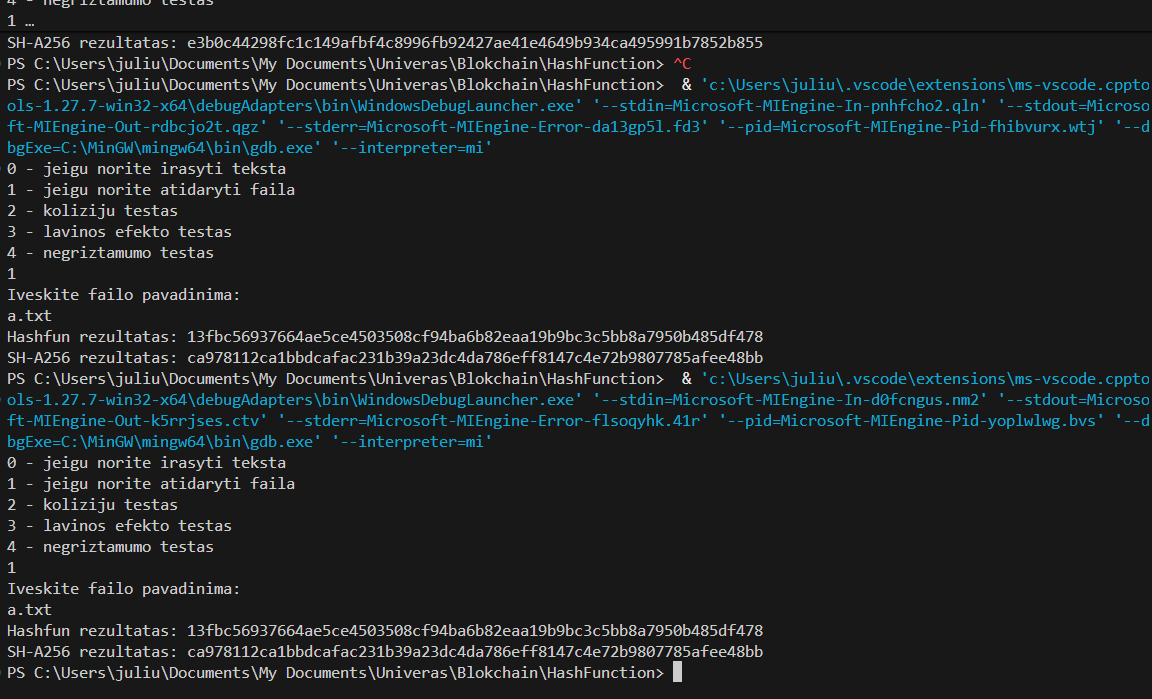 4 - negriztamumo testas
1 …
SH-A256 rezultatas: e3b0c44298fc1c149afbf4c8996fb92427ae41e4649b934ca495991b7852b855
PS C:\Users\juliu\Documents\My Documents\Univeras\Blokchain\HashFunction> ^C
PS C:\Users\juliu\Documents\My Documents\Univeras\Blokchain\HashFunction>  & 'c:\Users\juliu\.vscode\extensions\ms-vscode.cppto
ols-1.27.7-win32-x64\debugAdapters\bin\WindowsDebugLauncher.exe' '--stdin=Microsoft-MIEngine-In-pnhfcho2.qln' '--stdout=Microso
ft-MIEngine-Out-rdbcjo2t.qgz' '--stderr=Microsoft-MIEngine-Error-da13gp5l.fd3' '--pid=Microsoft-MIEngine-Pid-fhibvurx.wtj' '--d
bgExe=C:\MinGW\mingw64\bin\gdb.exe' '--interpreter=mi'
0 - jeigu norite irasyti teksta
1 - jeigu norite atidaryti faila
2 - koliziju testas
3 - lavinos efekto testas
4 - negriztamumo testas
1
Iveskite failo pavadinima:
a.txt
Hashfun rezultatas: 13fbc56937664ae5ce4503508cf94ba6b82eaa19b9bc3c5bb8a7950b485df478
SH-A256 rezultatas: ca978112ca1bbdcafac231b39a23dc4da786eff8147c4e72b9807785afee48bb
PS C:\Users\juliu\Documents\My Documents\Univeras\Blokchain\HashFunction>  & 'c:\Users\juliu\.vscode\extensions\ms-vscode.cppto
ols-1.27.7-win32-x64\debugAdapters\bin\WindowsDebugLauncher.exe' '--stdin=Microsoft-MIEngine-In-d0fcngus.nm2' '--stdout=Microso
ft-MIEngine-Out-k5rrjses.ctv' '--stderr=Microsoft-MIEngine-Error-flsoqyhk.41r' '--pid=Microsoft-MIEngine-Pid-yoplwlwg.bvs' '--d
bgExe=C:\MinGW\mingw64\bin\gdb.exe' '--interpreter=mi'
0 - jeigu norite irasyti teksta
1 - jeigu norite atidaryti faila
2 - koliziju testas
3 - lavinos efekto testas
4 - negriztamumo testas
1
Iveskite failo pavadinima:
a.txt
Hashfun rezultatas: 13fbc56937664ae5ce4503508cf94ba6b82eaa19b9bc3c5bb8a7950b485df478
SH-A256 rezultatas: ca978112ca1bbdcafac231b39a23dc4da786eff8147c4e72b9807785afee48bb
PS C:\Users\juliu\Documents\My Documents\Univeras\Blokchain\HashFunction>